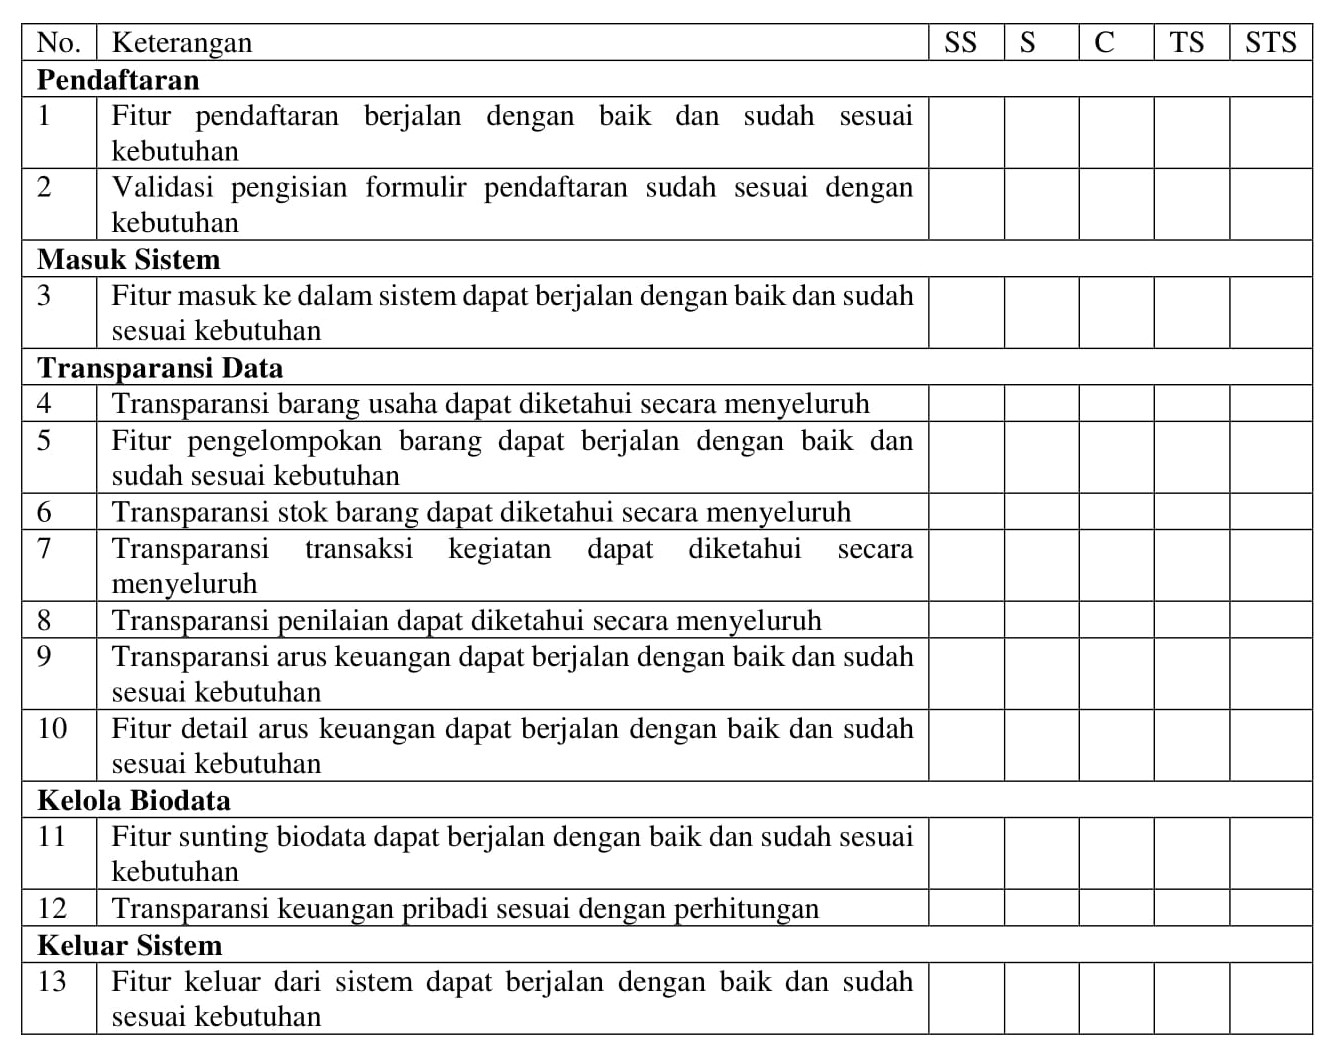 No. Keterangan SS S C TS STS
Pendaftaran
1 Fitur pendaftaran berjalan dengan baik dan sudah sesuai
kebutuhan
2 Validasi pengisian formulir pendaftaran sudah sesuai dengan
kebutuhan
Masuk Sistem
3 Fitur masuk ke dalam sistem dapat berjalan dengan baik dan sudah
sesuai kebutuhan
Transparansi Data
4 Transparansi barang usaha dapat diketahui secara menyeluruh
5 Fitur pengelompokan barang dapat berjalan dengan baik dan
sudah sesuai kebutuhan
6 Transparansi stok barang dapat diketahui secara menyeluruh
7 Transparansi transaksi kegiatan dapat diketahui secara
menyeluruh
8 Transparansi penilaian dapat diketahui secara menyeluruh
9 Transparansi arus keuangan dapat berjalan dengan baik dan sudah
sesuai kebutuhan
10 Fitur detail arus keuangan dapat berjalan dengan baik dan sudah
sesuai kebutuhan
Kelola Biodata
11 Fitur sunting biodata dapat berjalan dengan baik dan sudah sesuai
kebutuhan
12 Transparansi keuangan pribadi sesuai dengan perhitungan
Keluar Sistem
13 Fitur keluar dari sistem dapat berjalan dengan baik dan sudah
sesuai kebutuhan